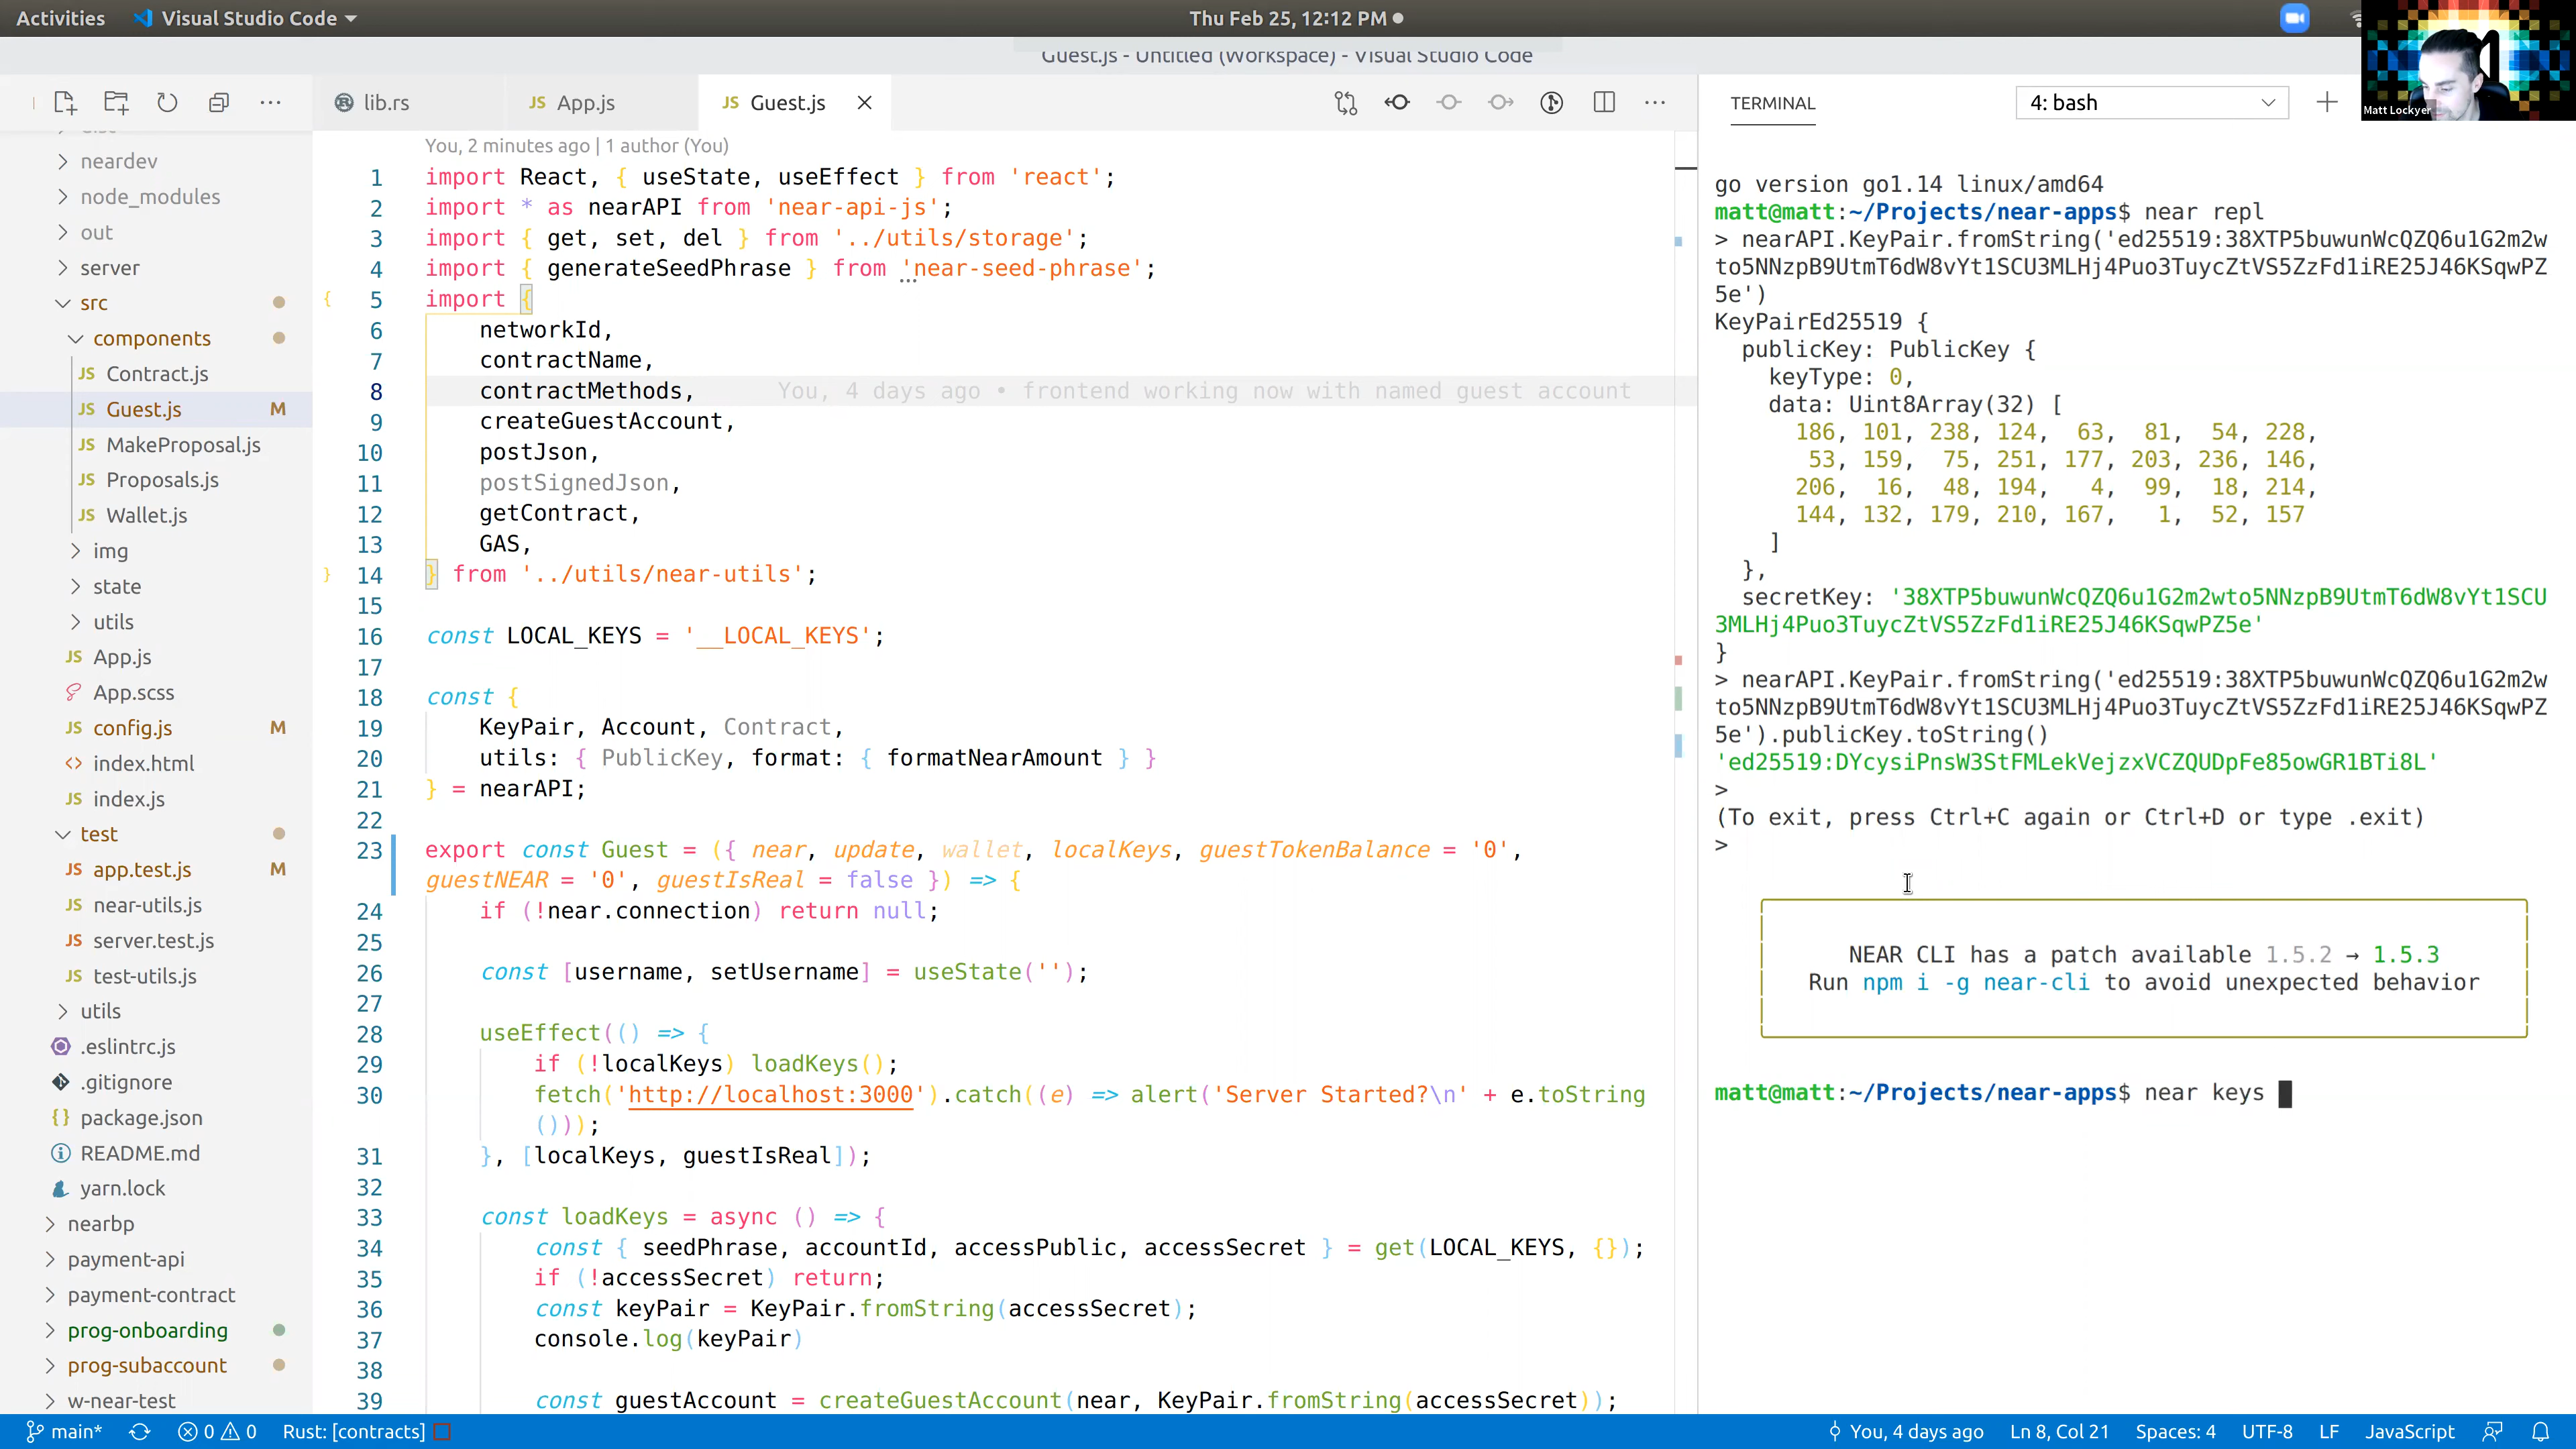 Activities
Visual Studio Code
Thu Feb 25, 12:12 PM
Guest.js - Untitled (Workspace) - Visual Studio Code
Matt Lockyer
lib.rs
JS App.js
JS Guest.js
TERMINAL
4: bash
neardev
node_modules
out
server
src
components
JS Contract.js
JS Guest.js M
JS MakeProposal.js
JS Proposals.js
JS Wallet.js
img
state
utils
JS App.js
App.scss
JS config.js M
<> index.html
JS index.js
test
JS app.test.js M
JS near-utils.js
JS server.test.js
JS test-utils.js
utils
.eslintrc.js
.gitignore
{} package.json
README.md
yarn.lock
nearbp
payment-api
payment-contract
prog-onboarding
prog-subaccount
w-near-test
You, 2 minutes ago | 1 author (You)
1 import React, { useState, useEffect } from 'react';
2 import * as nearAPI from 'near-api-js';
3 import { get, set, del } from '../utils/storage';
4 import { generateSeedPhrase } from 'near-seed-phrase';
{ 5 import {
6 networkId,
7 contractName,
8 contractMethods, You, 4 days ago • frontend working now with named guest account
9 createGuestAccount,
10 postJson,
11 postSignedJson,
12 getContract,
13 GAS,
} 14 } from '../utils/near-utils';
15
16 const LOCAL_KEYS = '__LOCAL_KEYS';
17
18 const {
19 KeyPair, Account, Contract,
20 utils: { PublicKey, format: { formatNearAmount } }
21 } = nearAPI;
22
23 export const Guest = ({ near, update, wallet, localKeys, guestTokenBalance = '0',
guestNEAR = '0', guestIsReal = false }) => {
24 if (!near.connection) return null;
25
26 const [username, setUsername] = useState('');
27
28 useEffect(() => {
29 if (!localKeys) loadKeys();
30 fetch('http://localhost:3000').catch((e) => alert('Server Started?\n' + e.toString
()));
31 }, [localKeys, guestIsReal]);
32
33 const loadKeys = async () => {
34 const { seedPhrase, accountId, accessPublic, accessSecret } = get(LOCAL_KEYS, {});
35 if (!accessSecret) return;
36 const keyPair = KeyPair.fromString(accessSecret);
37 console.log(keyPair)
38
39 const guestAccount = createGuestAccount(near, KeyPair.fromString(accessSecret));
go version go1.14 linux/amd64
matt@matt:~/Projects/near-apps$ near repl
> nearAPI.KeyPair.fromString('ed25519:38XTP5buwunWcQZQ6u1G2m2w
to5NNzpB9UtmT6dW8vYt1SCU3MLHj4Puo3TuycZtVS5ZzFd1iRE25J46KSqwPZ
5e')
KeyPairEd25519 {
publicKey: PublicKey {
keyType: 0,
data: Uint8Array(32) [
186, 101, 238, 124, 63, 81, 54, 228,
53, 159, 75, 251, 177, 203, 236, 146,
206, 16, 48, 194, 4, 99, 18, 214,
144, 132, 179, 210, 167, 1, 52, 157
]
},
secretKey: '38XTP5buwunWcQZQ6u1G2m2wto5NNzpB9UtmT6dW8vYt1SCU
3MLHj4Puo3TuycZtVS5ZzFd1iRE25J46KSqwPZ5e'
}
> nearAPI.KeyPair.fromString('ed25519:38XTP5buwunWcQZQ6u1G2m2w
to5NNzpB9UtmT6dW8vYt1SCU3MLHj4Puo3TuycZtVS5ZzFd1iRE25J46KSqwPZ
5e').publicKey.toString()
'ed25519:DYcysiPnsW3StFMLekVejzxVCZQUDpFe85owGR1BTi8L'
>
(To exit, press Ctrl+C again or Ctrl+D or type .exit)
>
NEAR CLI has a patch available 1.5.2 → 1.5.3
Run npm i -g near-cli to avoid unexpected behavior
matt@matt:~/Projects/near-apps$ near keys
main*
0 0
Rust: [contracts]
You, 4 days ago
Ln 8, Col 21
Spaces: 4
UTF-8
LF
JavaScript